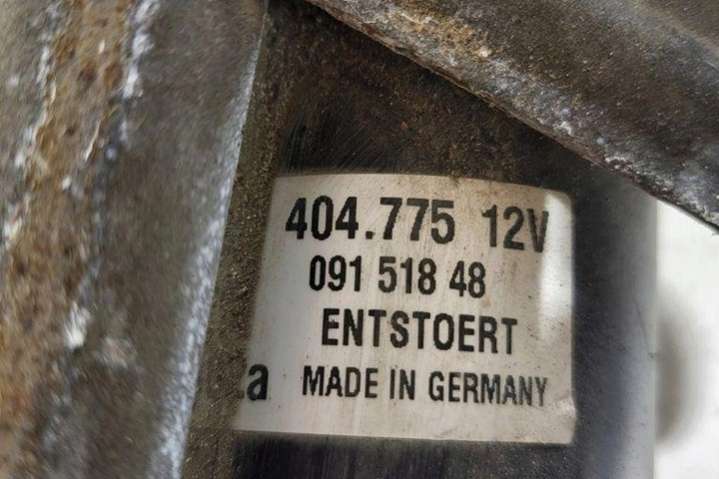 404.775 12V
091 518 48
ENTSTOERT
MADE IN GERMANY